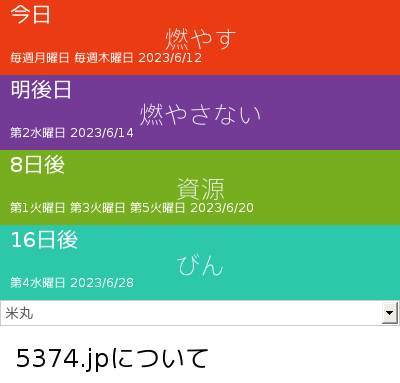 今日
燃やす
毎週月曜日 毎週木曜日 2023/6/12
明後日
燃やさない
第2水曜日 2023/6/14
8日後
資源
第1火曜日 第3火曜日 第5火曜日 2023/6/20
16日後
びん
第4水曜日 2023/6/28
米丸
5374.jpについて